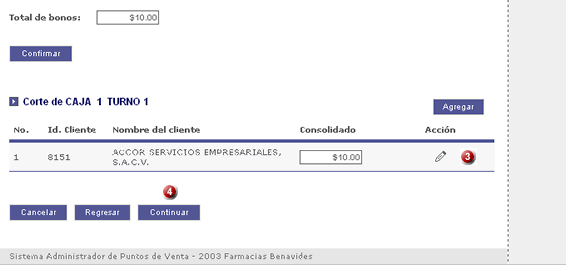 Total de bonos: $10.00
Confirmar
Corte de CAJA 1 TURNO 1
Agregar
No. Id. Cliente Nombre del cliente Consolidado Acción
1 8151 ACCOR SERVICIOS EMPRESARIALES, $10.00 3
S.A.C.V.
4
Cancelar Regresar Continuar
Sistema Administrador de Puntos de Venta - 2003 Farmacias Benavides